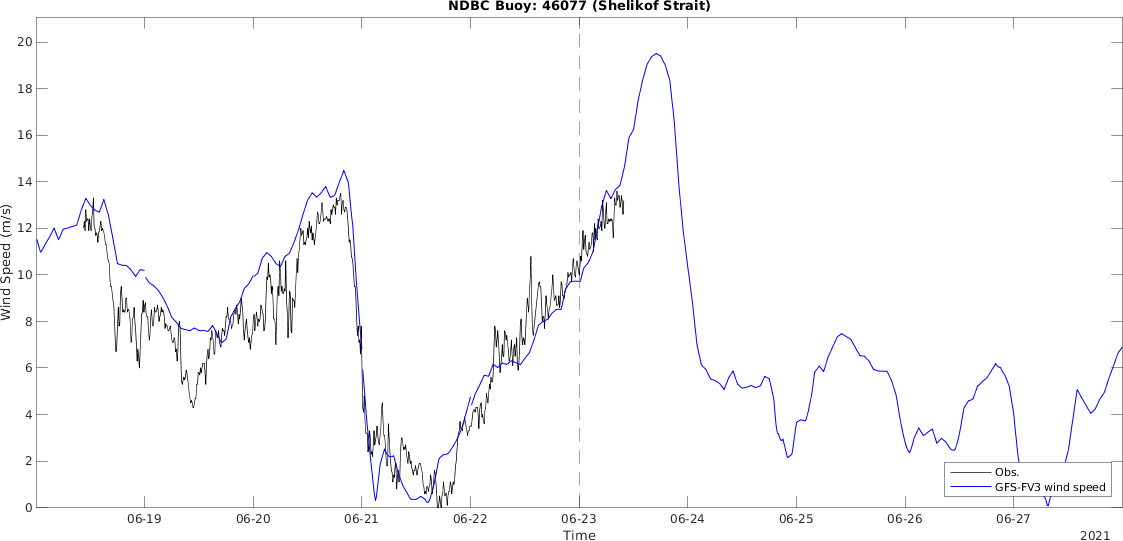 NDBC Buoy: 46077 (Shelikof Strait)
20
18
16
14
12
10
8
6
4
2
0
Wind Speed (m/s)
06-19 06-20 06-21 06-22 06-23 06-24 06-25 06-26 06-27
Time
2021
Obs.
GFS-FV3 wind speed